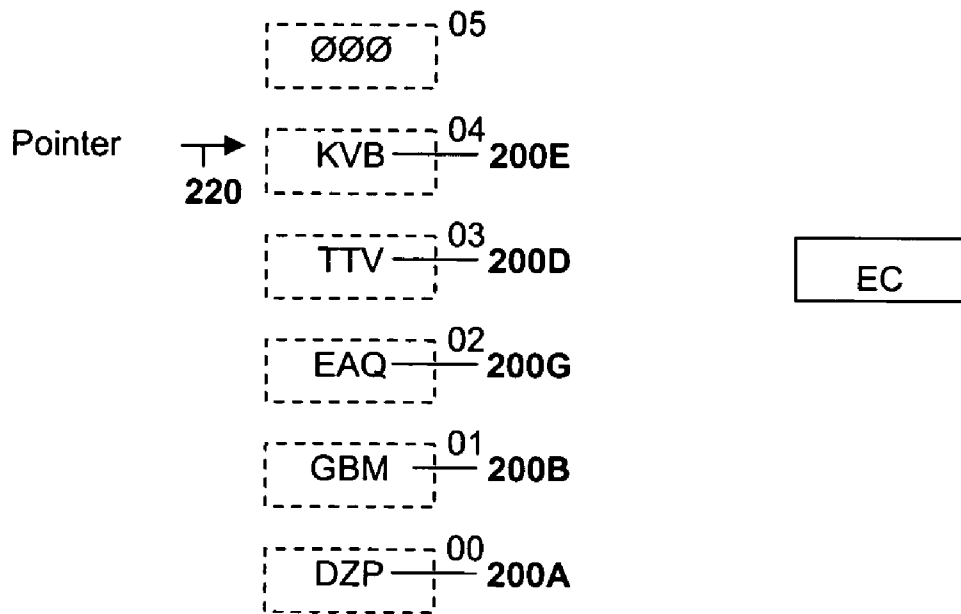 05
ØØØ
Pointer 04
KVB 200E
220
03
TTV 200D
EC
02
EAQ 200G
01
GBM 200B
00
DZP 200A